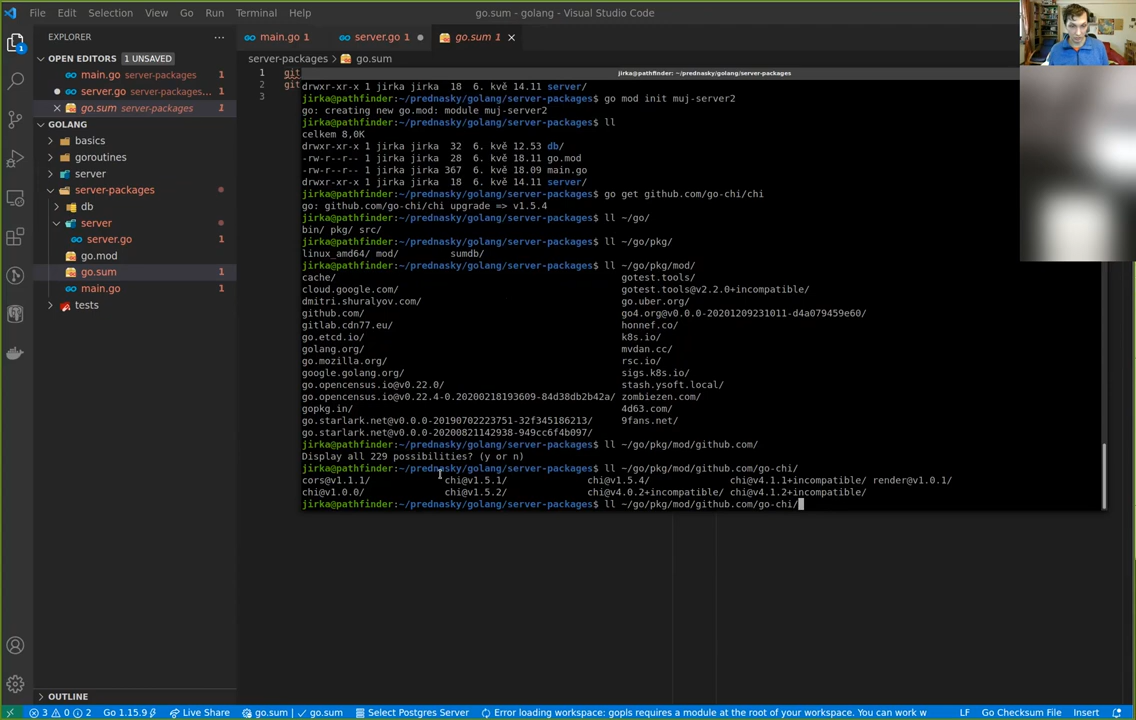 File Edit Selection View Go Run Terminal Help
go.sum - golang - Visual Studio Code
EXPLORER ···
main.go 1
server.go 1
go.sum 1
OPEN EDITORS 1 UNSAVED
main.go server-packages 1
server.go server-packages... 1
go.sum server-packages 1
GOLANG
basics
goroutines
server
server-packages
db
server
server.go 1
go.mod
go.sum 1
main.go 1
tests
OUTLINE
server-packages > go.sum
1 git
2 git
3
jirka@pathfinder: ~/prednasky/golang/server-packages
drwxr-xr-x 1 jirka jirka 18 6. kvě 14.11 server/
jirka@pathfinder:~/prednasky/golang/server-packages$ go mod init muj-server2
go: creating new go.mod: module muj-server2
jirka@pathfinder:~/prednasky/golang/server-packages$ ll
celkem 8,0K
drwxr-xr-x 1 jirka jirka 32 6. kvě 12.53 db/
-rw-r--r-- 1 jirka jirka 28 6. kvě 18.11 go.mod
-rw-r--r-- 1 jirka jirka 367 6. kvě 18.09 main.go
drwxr-xr-x 1 jirka jirka 18 6. kvě 14.11 server/
jirka@pathfinder:~/prednasky/golang/server-packages$ go get github.com/go-chi/chi
go: github.com/go-chi/chi upgrade => v1.5.4
jirka@pathfinder:~/prednasky/golang/server-packages$ ll ~/go/
bin/ pkg/ src/
jirka@pathfinder:~/prednasky/golang/server-packages$ ll ~/go/pkg/
linux_amd64/ mod/ sumdb/
jirka@pathfinder:~/prednasky/golang/server-packages$ ll ~/go/pkg/mod/
cache/ gotest.tools/
cloud.google.com/ gotest.tools@v2.2.0+incompatible/
dmitri.shuralyov.com/ go.uber.org/
github.com/ go4.org@v0.0.0-20201209231011-d4a079459e60/
gitlab.cdn77.eu/ honnef.co/
go.etcd.io/ k8s.io/
golang.org/ mvdan.cc/
go.mozilla.org/ rsc.io/
google.golang.org/ sigs.k8s.io/
go.opencensus.io@v0.22.0/ stash.ysoft.local/
go.opencensus.io@v0.22.4-0.20200218193609-84d38db2b42a/ zombiezen.com/
gopkg.in/ 4d63.com/
go.starlark.net@v0.0.0-20190702223751-32f345186213/ 9fans.net/
go.starlark.net@v0.0.0-20200821142938-949cc6f4b097/
jirka@pathfinder:~/prednasky/golang/server-packages$ ll ~/go/pkg/mod/github.com/
Display all 229 possibilities? (y or n)
jirka@pathfinder:~/prednasky/golang/server-packages$ ll ~/go/pkg/mod/github.com/go-chi/
cors@v1.1.1/ chi@v1.5.1/ chi@v1.5.4/ chi@v4.1.1+incompatible/ render@v1.0.1/
chi@v1.0.0/ chi@v1.5.2/ chi@v4.0.2+incompatible/ chi@v4.1.2+incompatible/
jirka@pathfinder:~/prednasky/golang/server-packages$ ll ~/go/pkg/mod/github.com/go-chi/
3 0 2 Go 1.15.9 Live Share go.sum | ✓ go.sum Select Postgres Server Error loading workspace: gopls requires a module at the root of your workspace. You can work w LF Go Checksum File Insert